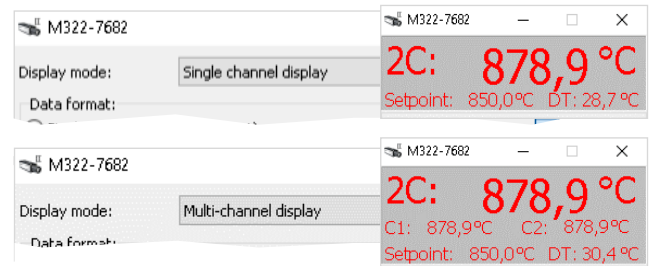 M322-7682
Display mode: Single channel display
Data format:
M322-7682
2C: 878,9 °C
Setpoint: 850,0°C DT: 28,7 °C
M322-7682
Display mode: Multi-channel display
Data format:
M322-7682
2C: 878,9 °C
C1: 878,9°C C2: 878,9°C
Setpoint: 850,0°C DT: 30,4 °C